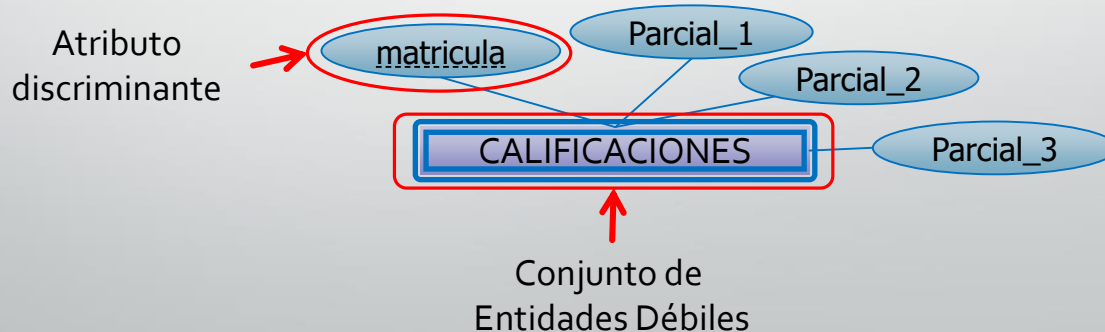 Atributo
discriminante
matricula
Parcial_1
Parcial_2
CALIFICACIONES
Parcial_3
Conjunto de
Entidades Débiles